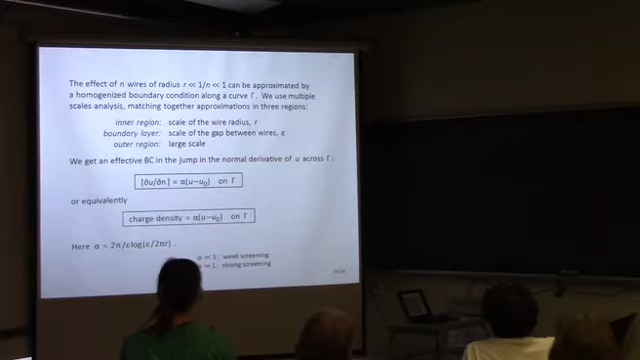 The effect of n wires of radius r ≪ 1/n ≪ 1 can be approximated by
a homogenized boundary condition along a curve Γ. We use multiple
scales analysis, matching together approximations in three regions:
inner region: scale of the wire radius, r
boundary layer: scale of the gap between wires, ε
outer region: large scale
We get an effective BC in the jump in the normal derivative of u across Γ:
[∂u/∂n] = α(u−u₀) on Γ
or equivalently
charge density = α(u−u₀) on Γ
Here α = 2π/εlog(ε/2πr) .
: weak screening
: strong screening